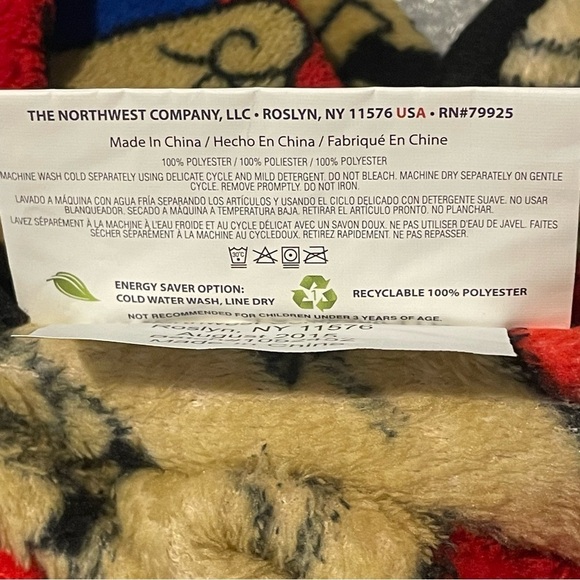 THE NORTHWEST COMPANY, LLC • ROSLYN, NY 11576 USA • RN#79925
Made In China / Hecho En China / Fabriqué En Chine
100% POLYESTER / 100% POLIESTER / 100% POLYESTER
MACHINE WASH COLD SEPARATELY USING DELICATE CYCLE AND MILD DETERGENT. DO NOT BLEACH. MACHINE DRY SEPARATELY ON GENTLE
CYCLE. REMOVE PROMPTLY. DO NOT IRON.
LAVADO A MÁQUINA CON AGUA FRÍA SEPARANDO LOS ARTÍCULOS Y USANDO EL CICLO DELICADO CON DETERGENTE SUAVE. NO USAR
BLANQUEADOR. SECADO A MÁQUINA A TEMPERATURA BAJA. RETIRAR EL ARTÍCULO PRONTO. NO PLANCHAR.
LAVEZ SÉPARÉMENT À LA MACHINE À L'EAU FROIDE ET AU CYCLE DÉLICAT AVEC UN SAVON DOUX. NE PAS UTILISER D'EAU DE JAVEL. FAITES
SÉCHER SÉPARÉMENT À LA MACHINE AU CYCLEDOUX. RETIREZ RAPIDEMENT. NE PAS REPASSER.
30°C
ENERGY SAVER OPTION:
COLD WATER WASH, LINE DRY
1
RECYCLABLE 100% POLYESTER
NOT RECOMMENDED FOR CHILDREN UNDER 3 YEARS OF AGE.
Roslyn, NY 11576
August 2015